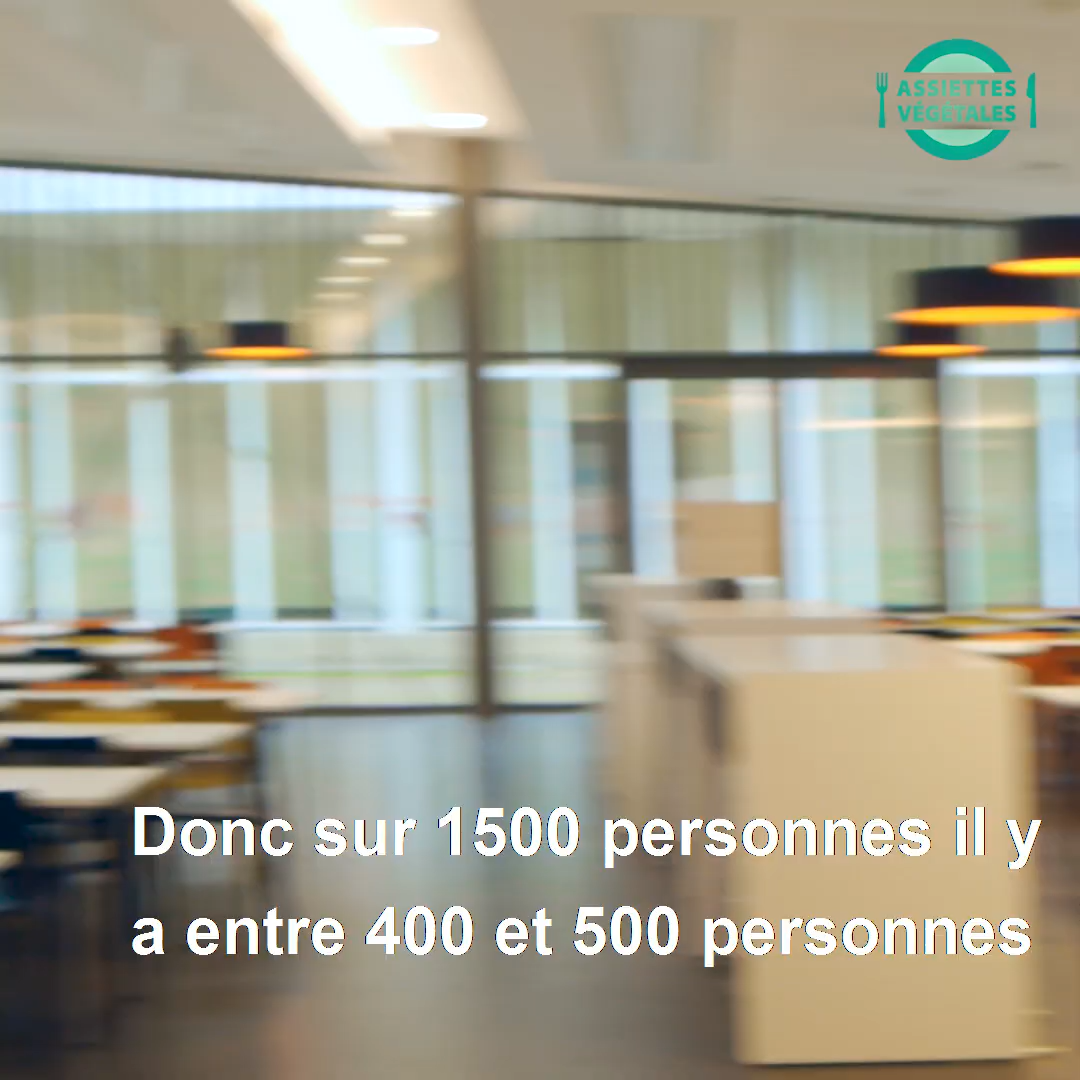 ASSIETTES
VÉGÉTALES
Donc sur 1500 personnes il y
a entre 400 et 500 personnes